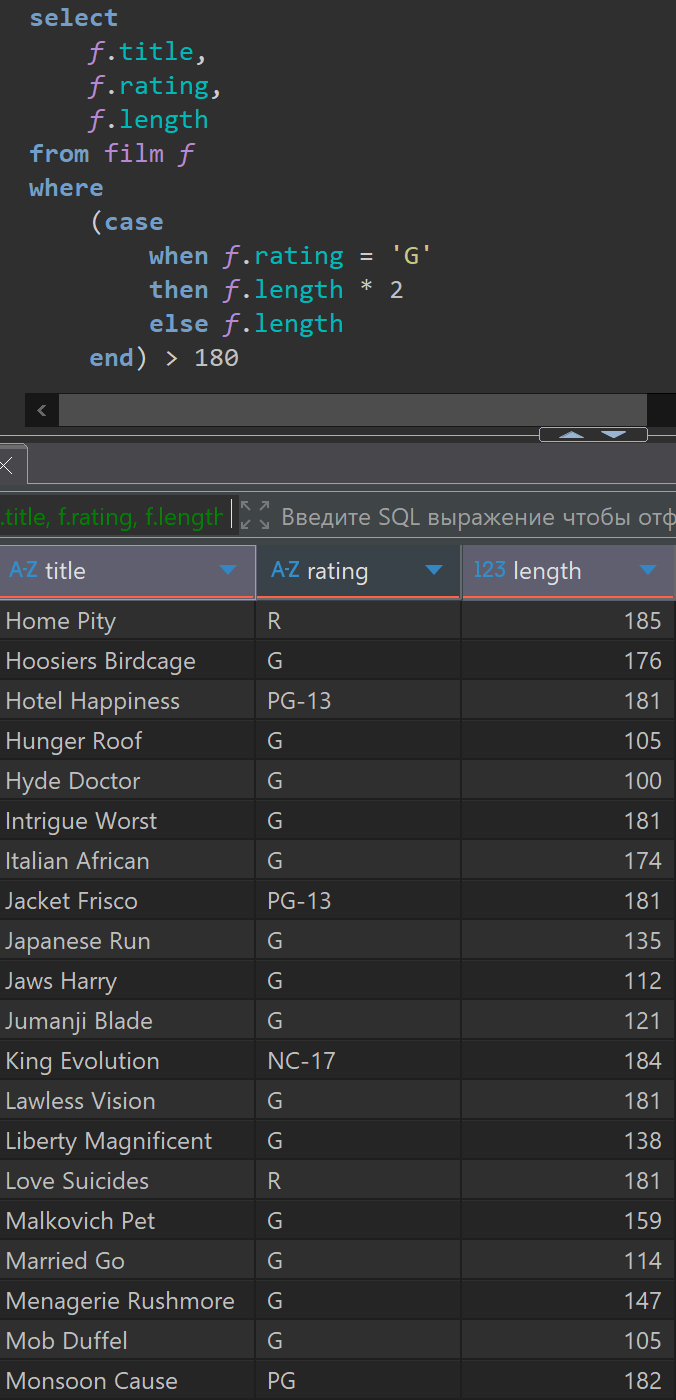 select
    f.title,
    f.rating,
    f.length
from film f
where
    (case
        when f.rating = 'G'
        then f.length * 2
        else f.length
    end) > 180
.title, f.rating, f.length Введите SQL выражение чтобы отф
A-Z title A-Z rating 123 length
Home Pity R 185
Hoosiers Birdcage G 176
Hotel Happiness PG-13 181
Hunger Roof G 105
Hyde Doctor G 100
Intrigue Worst G 181
Italian African G 174
Jacket Frisco PG-13 181
Japanese Run G 135
Jaws Harry G 112
Jumanji Blade G 121
King Evolution NC-17 184
Lawless Vision G 181
Liberty Magnificent G 138
Love Suicides R 181
Malkovich Pet G 159
Married Go G 114
Menagerie Rushmore G 147
Mob Duffel G 105
Monsoon Cause PG 182